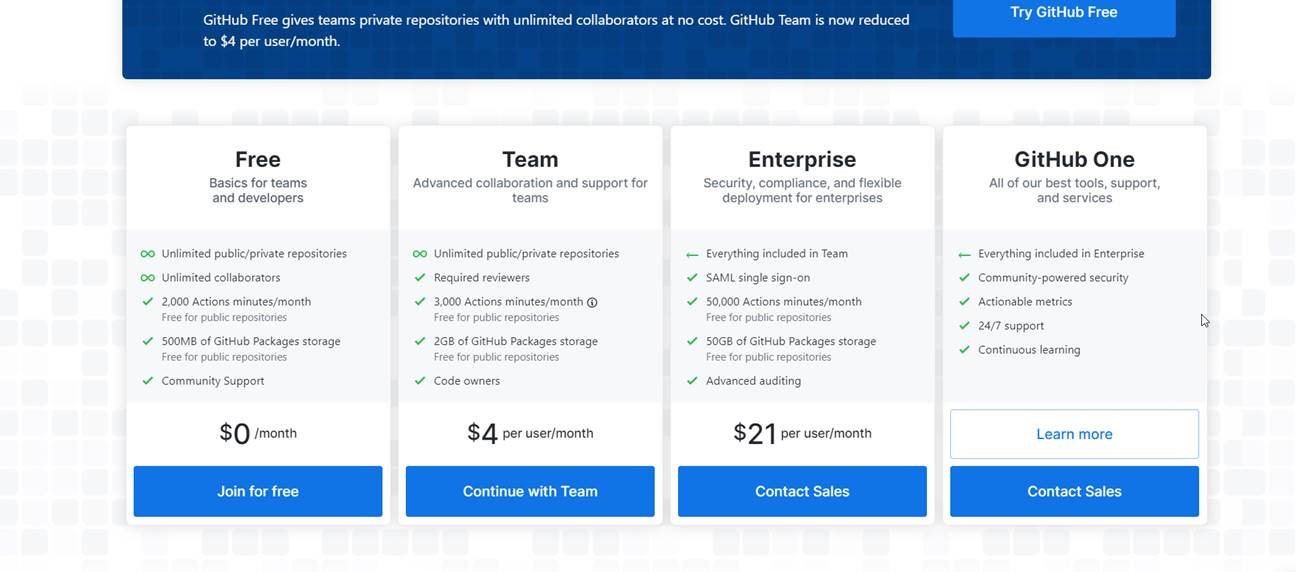 GitHub Free gives teams private repositories with unlimited collaborators at no cost. GitHub Team is now reduced
to $4 per user/month.
Try GitHub Free
Free
Basics for teams
and developers
Unlimited public/private repositories
Unlimited collaborators
2,000 Actions minutes/month
Free for public repositories
500MB of GitHub Packages storage
Free for public repositories
Community Support
$0 /month
Join for free
Team
Advanced collaboration and support for
teams
Unlimited public/private repositories
Required reviewers
3,000 Actions minutes/month
Free for public repositories
2GB of GitHub Packages storage
Free for public repositories
Code owners
$4 per user/month
Continue with Team
Enterprise
Security, compliance, and flexible
deployment for enterprises
Everything included in Team
SAML single sign-on
50,000 Actions minutes/month
Free for public repositories
50GB of GitHub Packages storage
Free for public repositories
Advanced auditing
$21 per user/month
Contact Sales
GitHub One
All of our best tools, support,
and services
Everything included in Enterprise
Community-powered security
Actionable metrics
24/7 support
Continuous learning
Learn more
Contact Sales